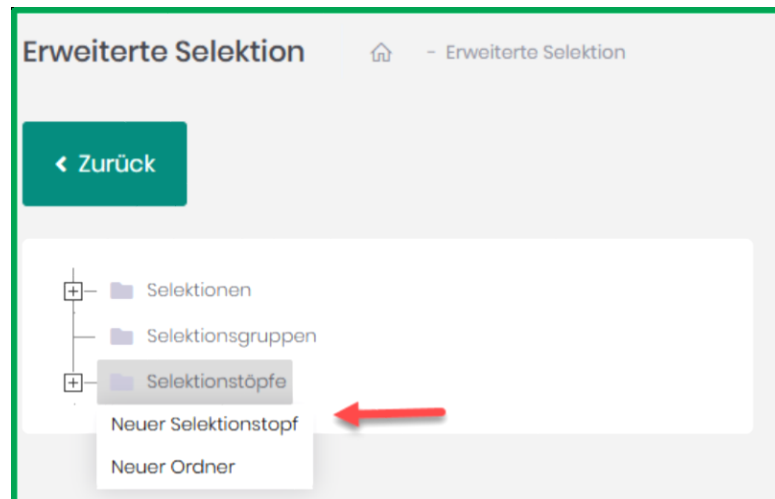 Erweiterte Selektion - Erweiterte Selektion
Zurück
Selektionen
Selektionsgruppen
Selektionstöpfe
Neuer Selektionstopf
Neuer Ordner